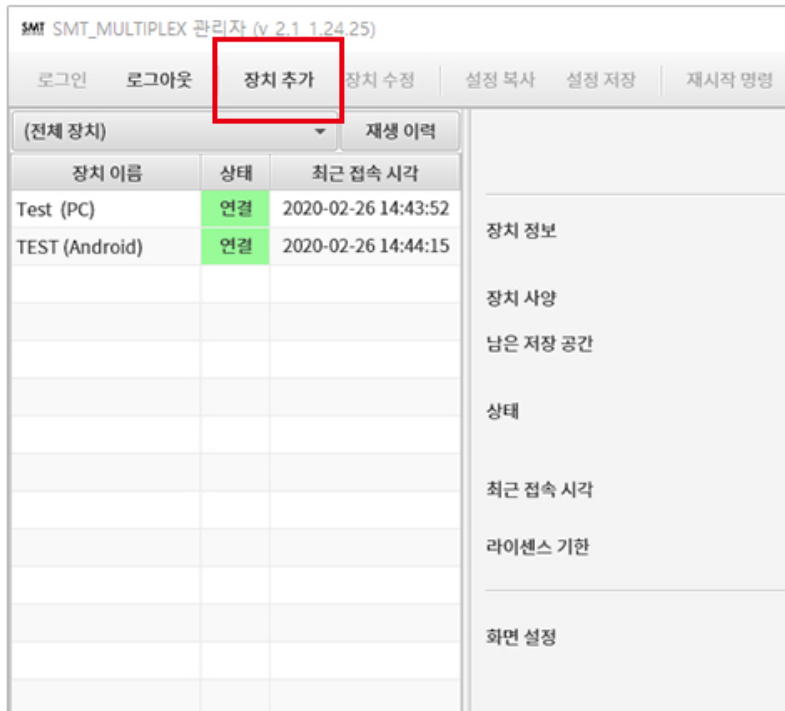 SMT SMT_MULTIPLEX 관리자 (v 2.1 1.24.25)
로그인 로그아웃 장치 추가 장치 수정 설정 복사 설정 저장 재시작 명령
(전체 장치) 재생 이력
장치 이름 상태 최근 접속 시각
Test (PC) 연결 2020-02-26 14:43:52
TEST (Android) 연결 2020-02-26 14:44:15
장치 정보
장치 사양
남은 저장 공간
상태
최근 접속 시각
라이센스 기한
화면 설정